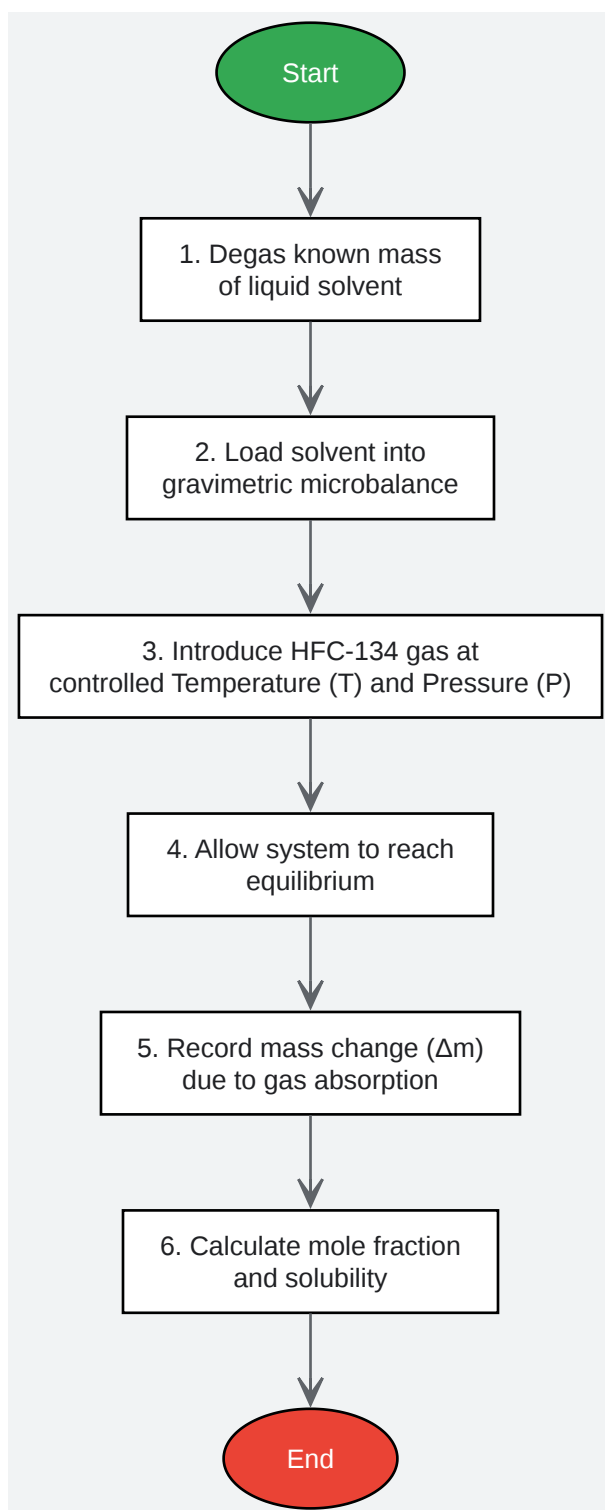 Start
1. Degas known mass
of liquid solvent
2. Load solvent into
gravimetric microbalance
3. Introduce HFC-134 gas at
controlled Temperature (T) and Pressure (P)
4. Allow system to reach
equilibrium
5. Record mass change (Δm)
due to gas absorption
6. Calculate mole fraction
and solubility
End